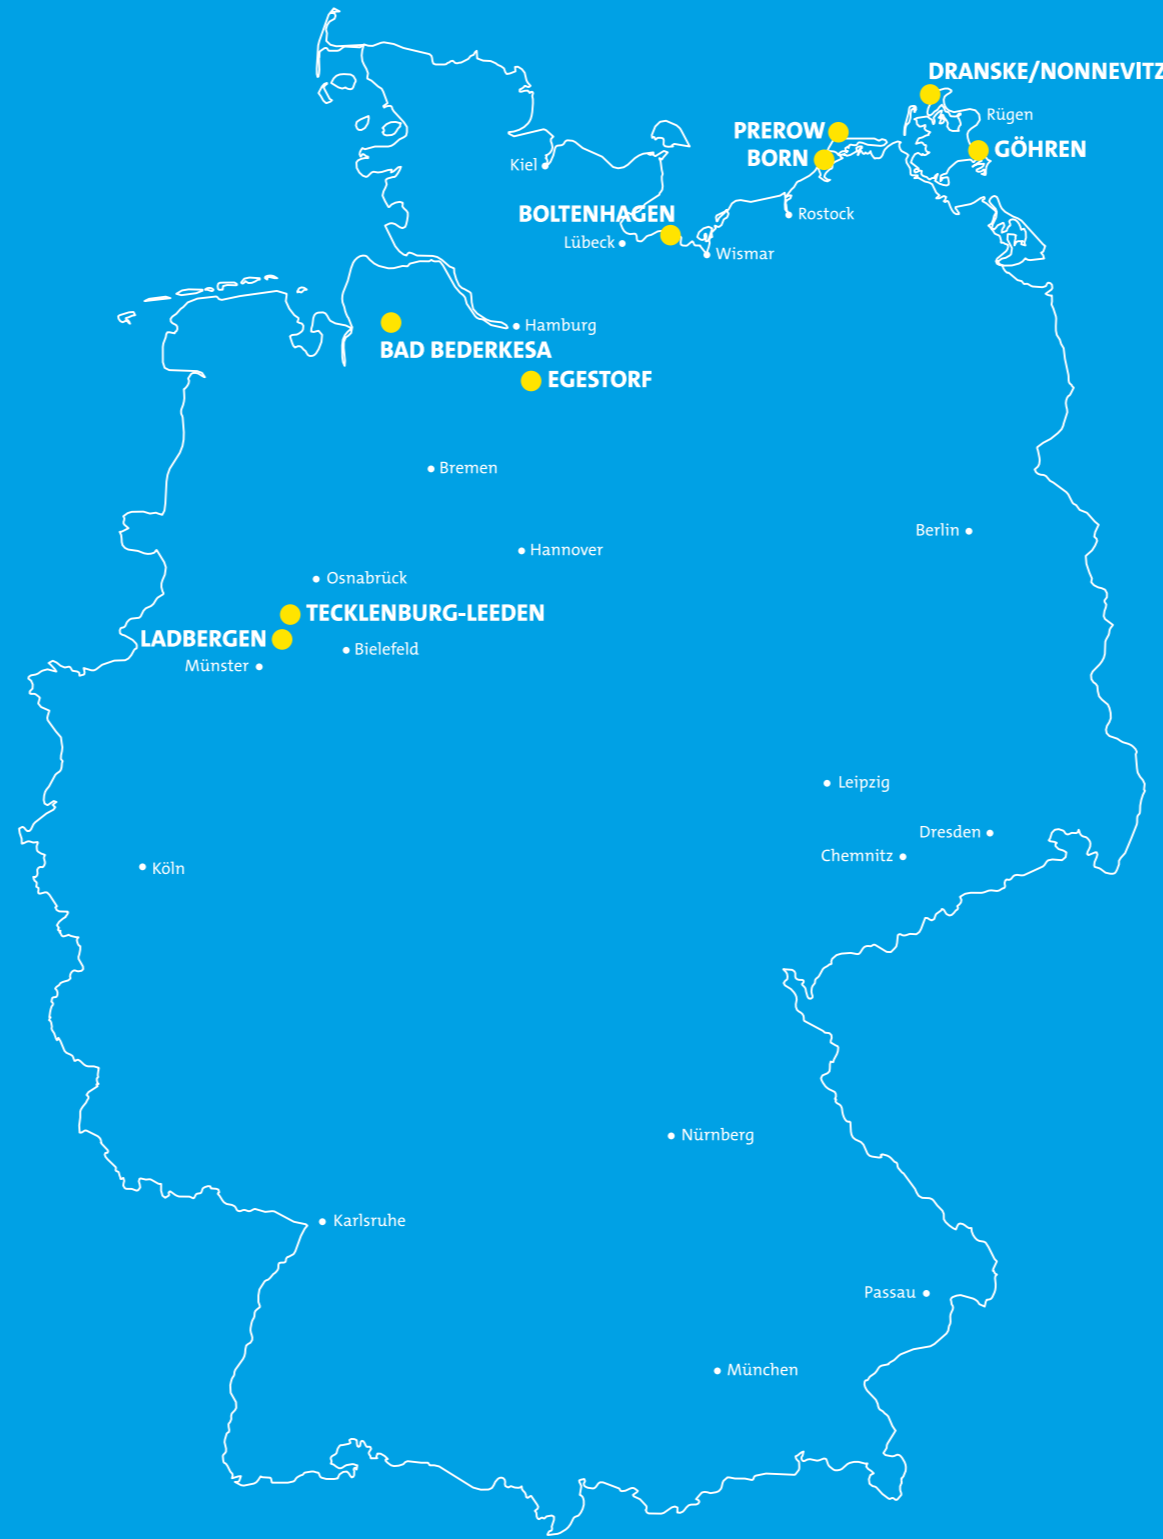 DRANSKE/NONNEVITZ
Rügen
PREROW
GÖHREN
BORN
Kiel
BOLTENHAGEN
Rostock
Lübeck
Wismar
Hamburg
BAD BEDERKESA
EGESTORF
Bremen
Berlin
Hannover
Osnabrück
TECKLENBURG-LEEDEN
LADBERGEN
Bielefeld
Münster
Leipzig
Dresden
Chemnitz
Köln
Nürnberg
Karlsruhe
Passau
München